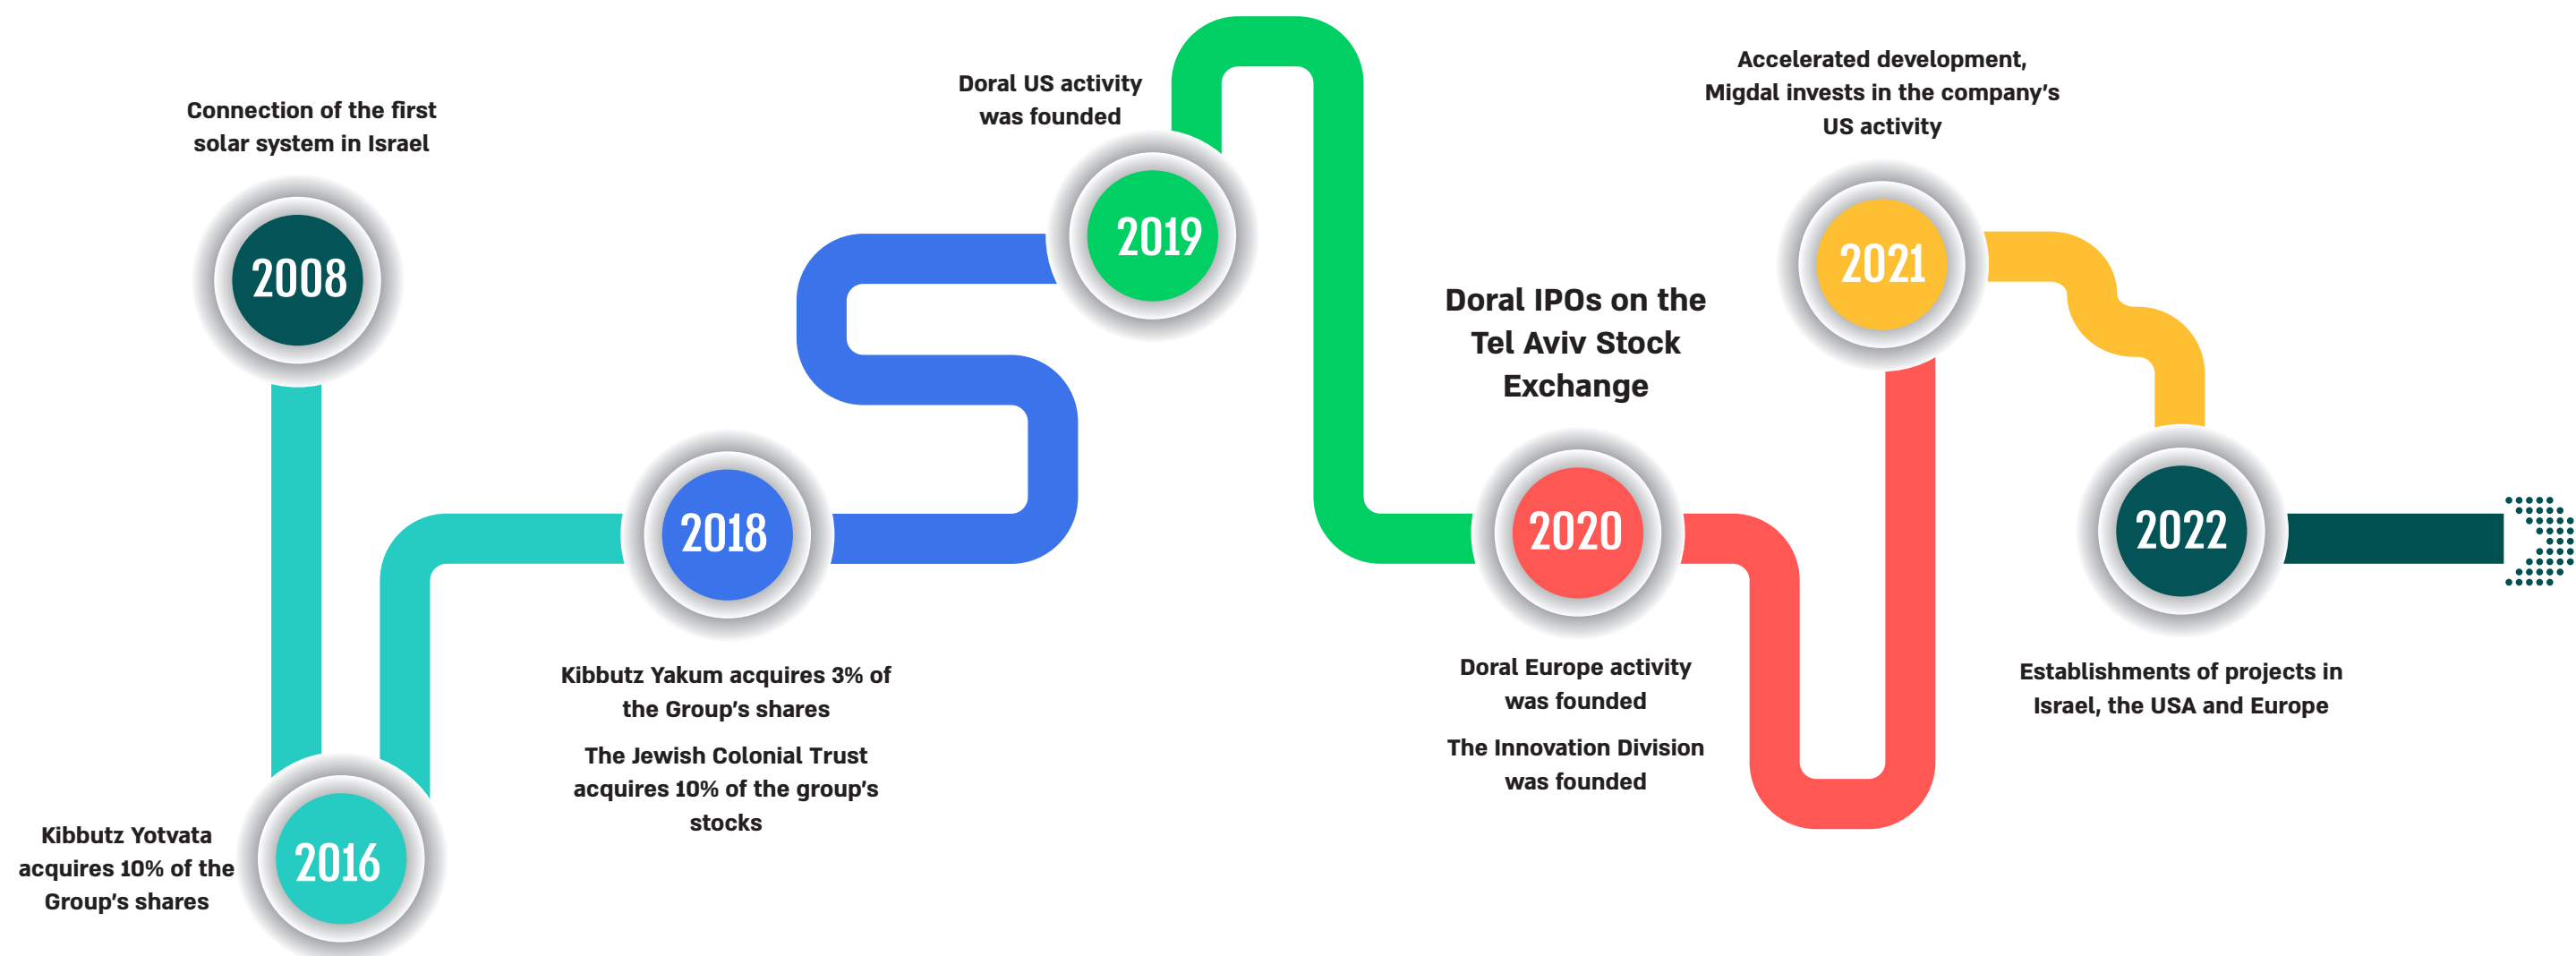 Connection of the first
solar system in Israel
2008
Kibbutz Yotvata
acquires 10% of the
Group's shares
2016
2018
Kibbutz Yakum acquires 3% of
the Group's shares
The Jewish Colonial Trust
acquires 10% of the group's
stocks
Doral US activity
was founded
2019
Doral IPOs on the
Tel Aviv Stock
Exchange
2020
Doral Europe activity
was founded
The Innovation Division
was founded
Accelerated development,
Migdal invests in the company's
US activity
2021
2022
Establishments of projects in
Israel, the USA and Europe